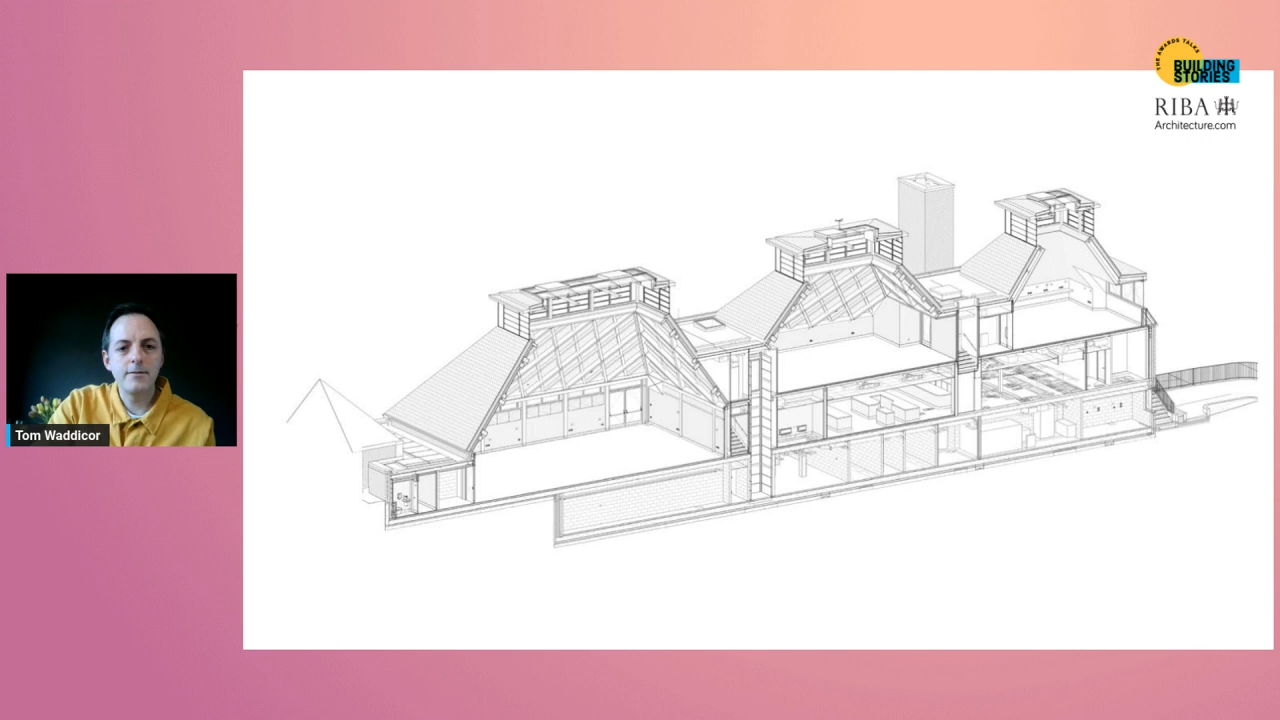 THE AWARDS TALKS
BUILDING
STORIES
RIBA
Architecture.com
Tom Waddicor